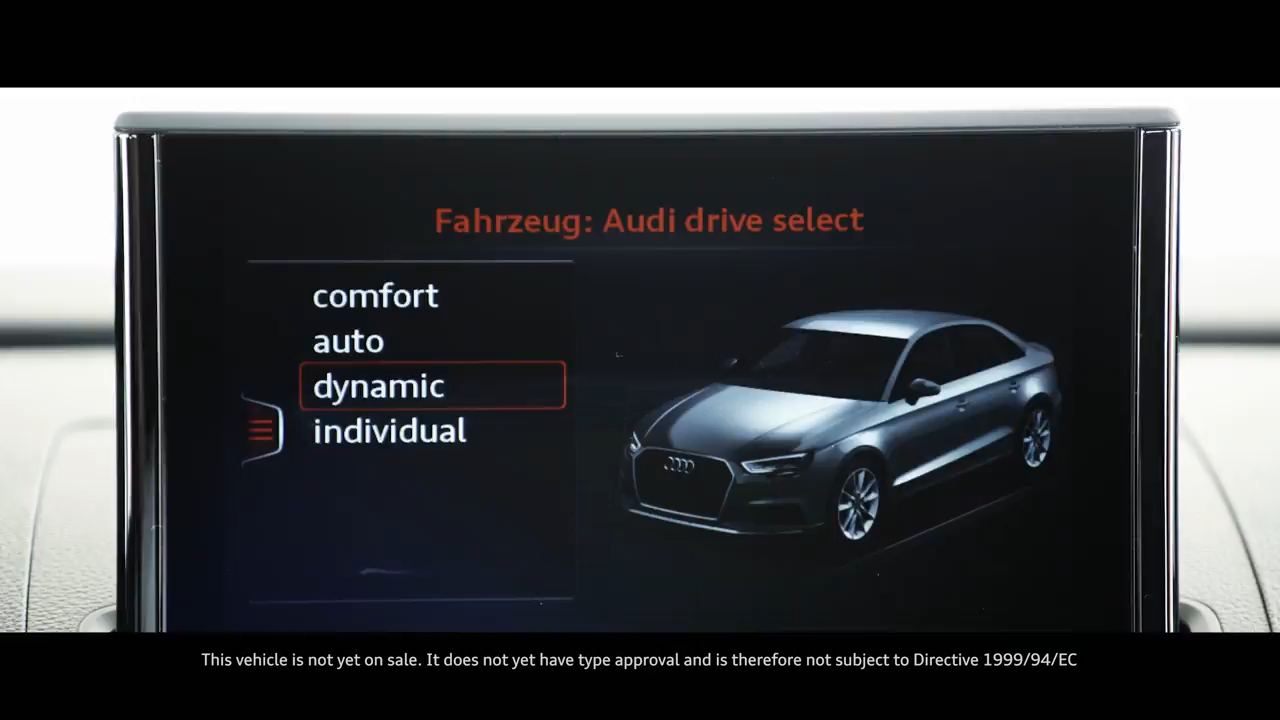 Fahrzeug: Audi drive select
comfort
auto
dynamic
individual
This vehicle is not yet on sale. It does not yet have type approval and is therefore not subject to Directive 1999/94/EC